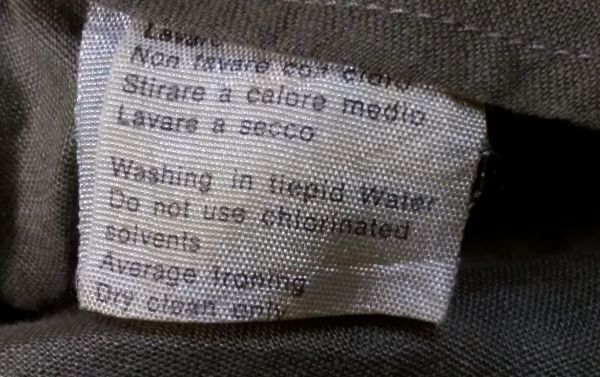 Lavare
Non lavare con cloro
Stirare a calore medio
Lavare a secco
Washing in tiepid Water
Do not use chlorinated
solvents
Average Ironing
Dry clean only